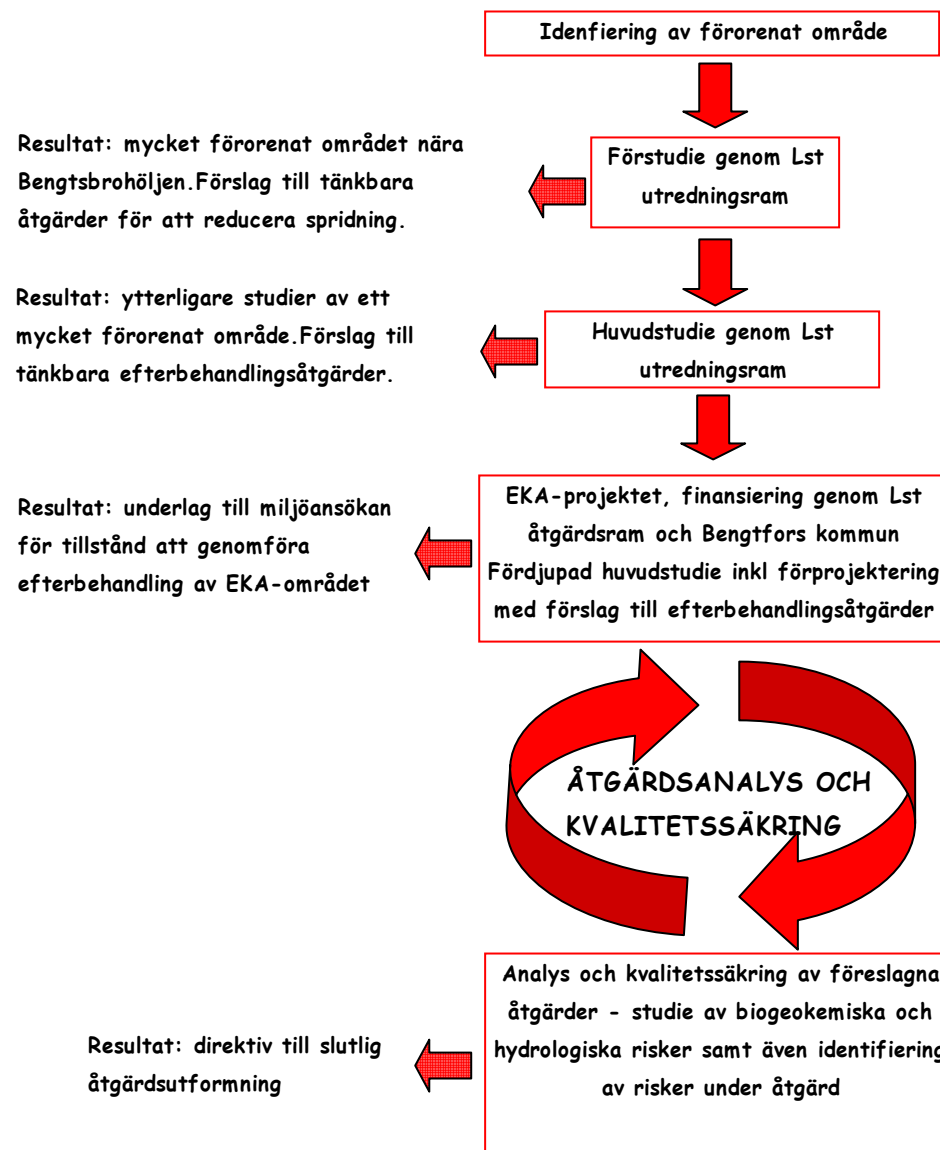 Idenfiering av förorenat område
Resultat: mycket förorenat området nära
Bengtsbrohöljen.Förslag till tänkbara
åtgärder för att reducera spridning.
Förstudie genom Lst
utredningsram
Resultat: ytterligare studier av ett
mycket förorenat område.Förslag till
tänkbara efterbehandlingsåtgärder.
Huvudstudie genom Lst
utredningsram
Resultat: underlag till miljöansökan
för tillstånd att genomföra
efterbehandling av EKA-området
EKA-projektet, finansiering genom Lst
åtgärdsram och Bengtfors kommun
Fördjupad huvudstudie inkl förprojektering
med förslag till efterbehandlingsåtgärder
ÅTGÄRDSANALYS OCH
KVALITETSSÄKRING
Analys och kvalitetssäkring av föreslagna
åtgärder - studie av biogeokemiska och
hydrologiska risker samt även identifiering
av risker under åtgärd
Resultat: direktiv till slutlig
åtgärdsutformning